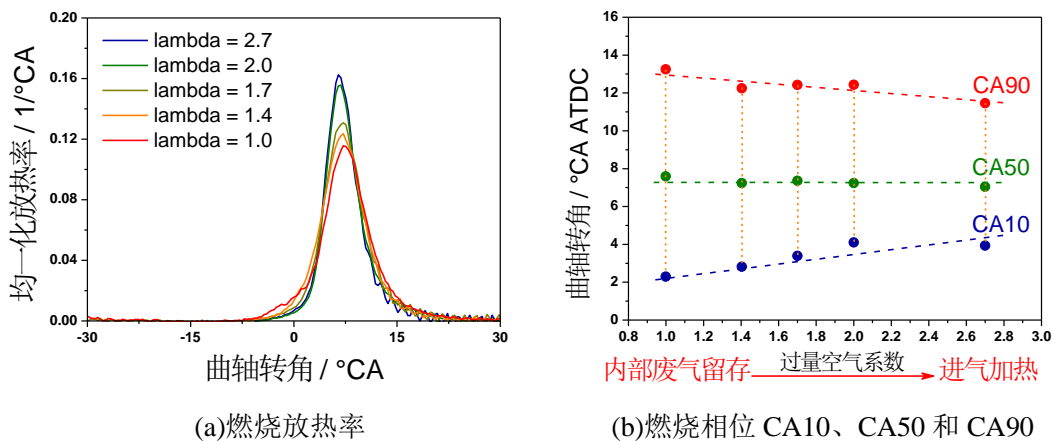 0.20
0.16
0.12
0.08
0.04
0.00
均一化放热率 / 1/°CA
lambda = 2.7
lambda = 2.0
lambda = 1.7
lambda = 1.4
lambda = 1.0
-30 -15 0 15 30
曲轴转角 / °CA
(a)燃烧放热率
16
14
12
10
8
6
4
2
0
曲轴转角 / °CA ATDC
CA90
CA50
CA10
0.8 1.0 1.2 1.4 1.6 1.8 2.0 2.2 2.4 2.6 2.8 3.0
内部废气留存 过量空气系数 进气加热
(b)燃烧相位 CA10、CA50 和 CA90